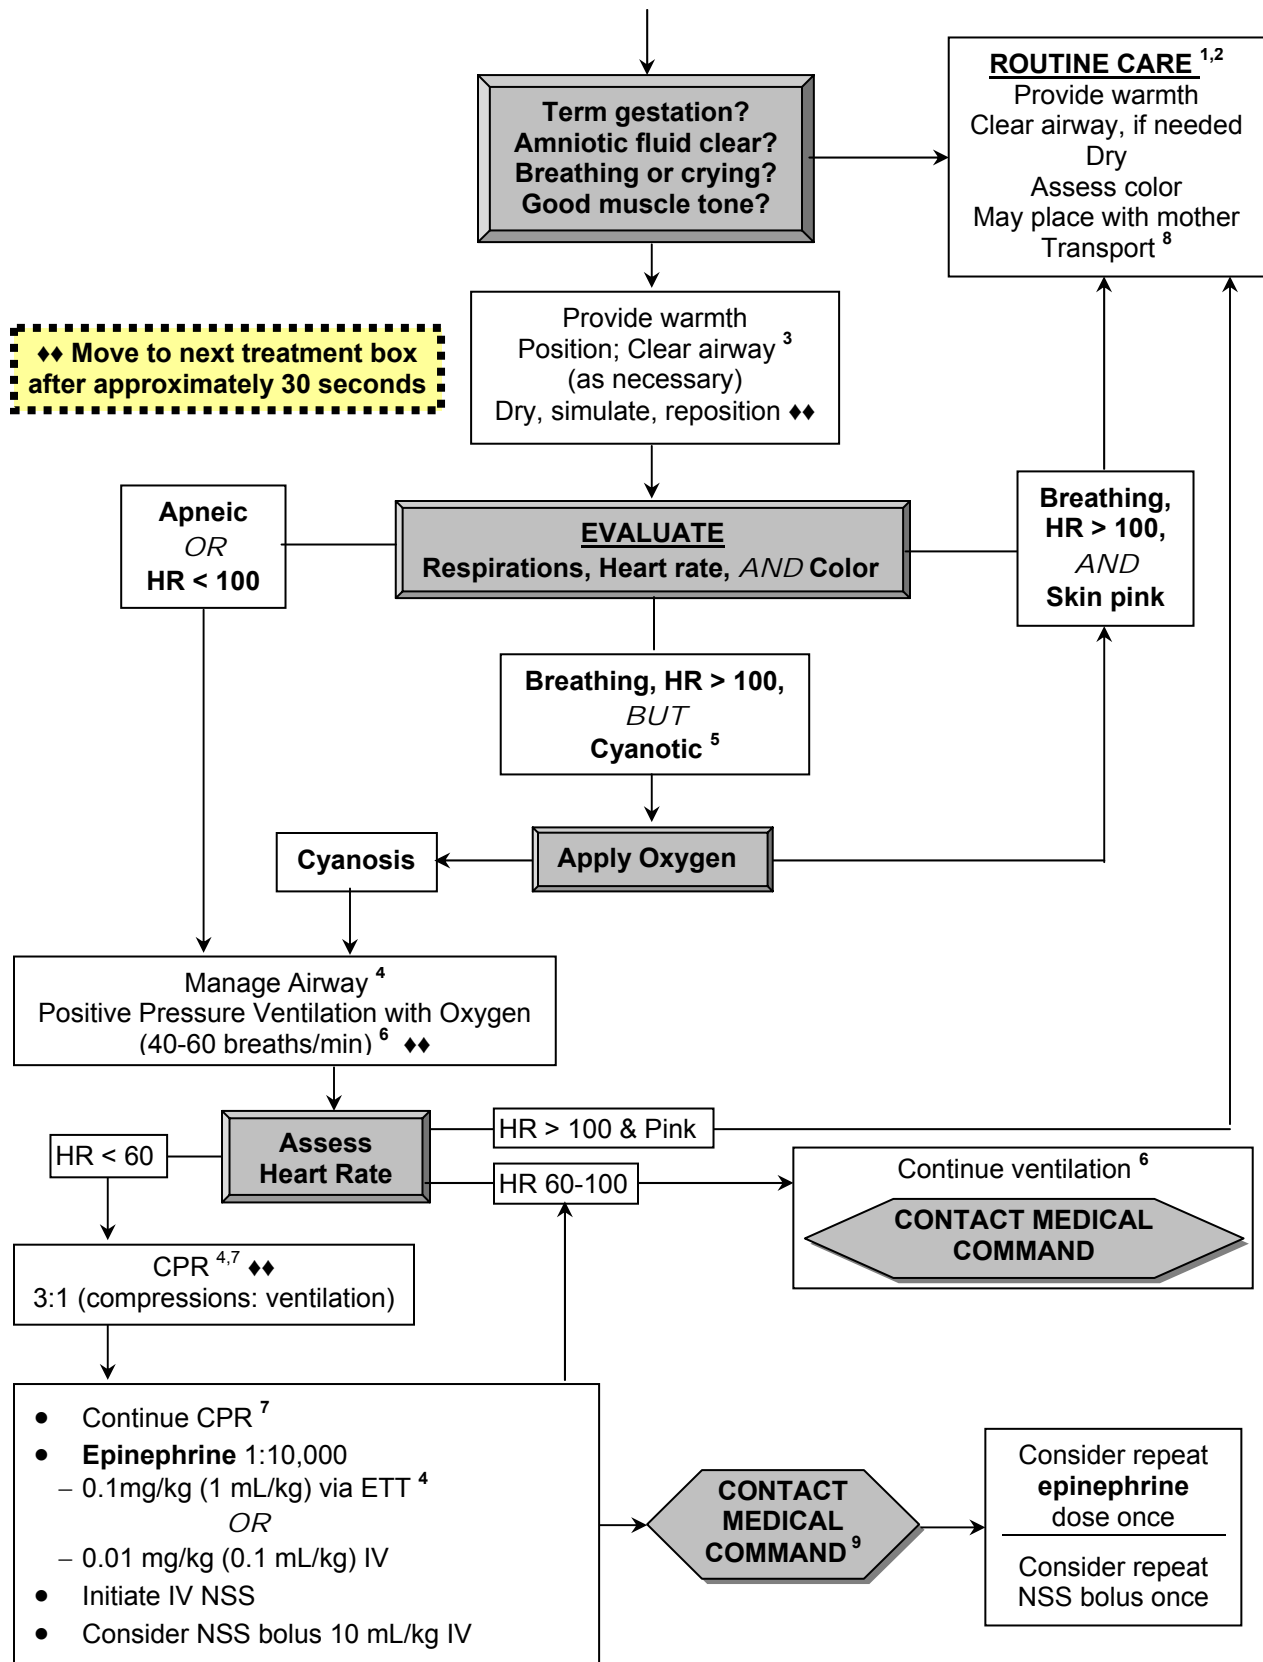 Term gestation?
Amniotic fluid clear?
Breathing or crying?
Good muscle tone?
ROUTINE CARE 1,2
Provide warmth
Clear airway, if needed
Dry
Assess color
May place with mother
Transport 8
♦♦ Move to next treatment box
after approximately 30 seconds
Provide warmth
Position; Clear airway 3
(as necessary)
Dry, simulate, reposition ♦♦
Apneic
OR
HR < 100
EVALUATE
Respirations, Heart rate, AND Color
Breathing,
HR > 100,
AND
Skin pink
Breathing, HR > 100,
BUT
Cyanotic 5
Cyanosis
Apply Oxygen
Manage Airway 4
Positive Pressure Ventilation with Oxygen
(40-60 breaths/min) 6 ♦♦
Assess
Heart Rate
HR < 60
HR > 100 & Pink
HR 60-100
Continue ventilation 6
CONTACT MEDICAL
COMMAND
CPR 4,7 ♦♦
3:1 (compressions: ventilation)
• Continue CPR 7
• Epinephrine 1:10,000
– 0.1mg/kg (1 mL/kg) via ETT 4
OR
– 0.01 mg/kg (0.1 mL/kg) IV
• Initiate IV NSS
• Consider NSS bolus 10 mL/kg IV
CONTACT
MEDICAL
COMMAND 9
Consider repeat
epinephrine
dose once
Consider repeat
NSS bolus once